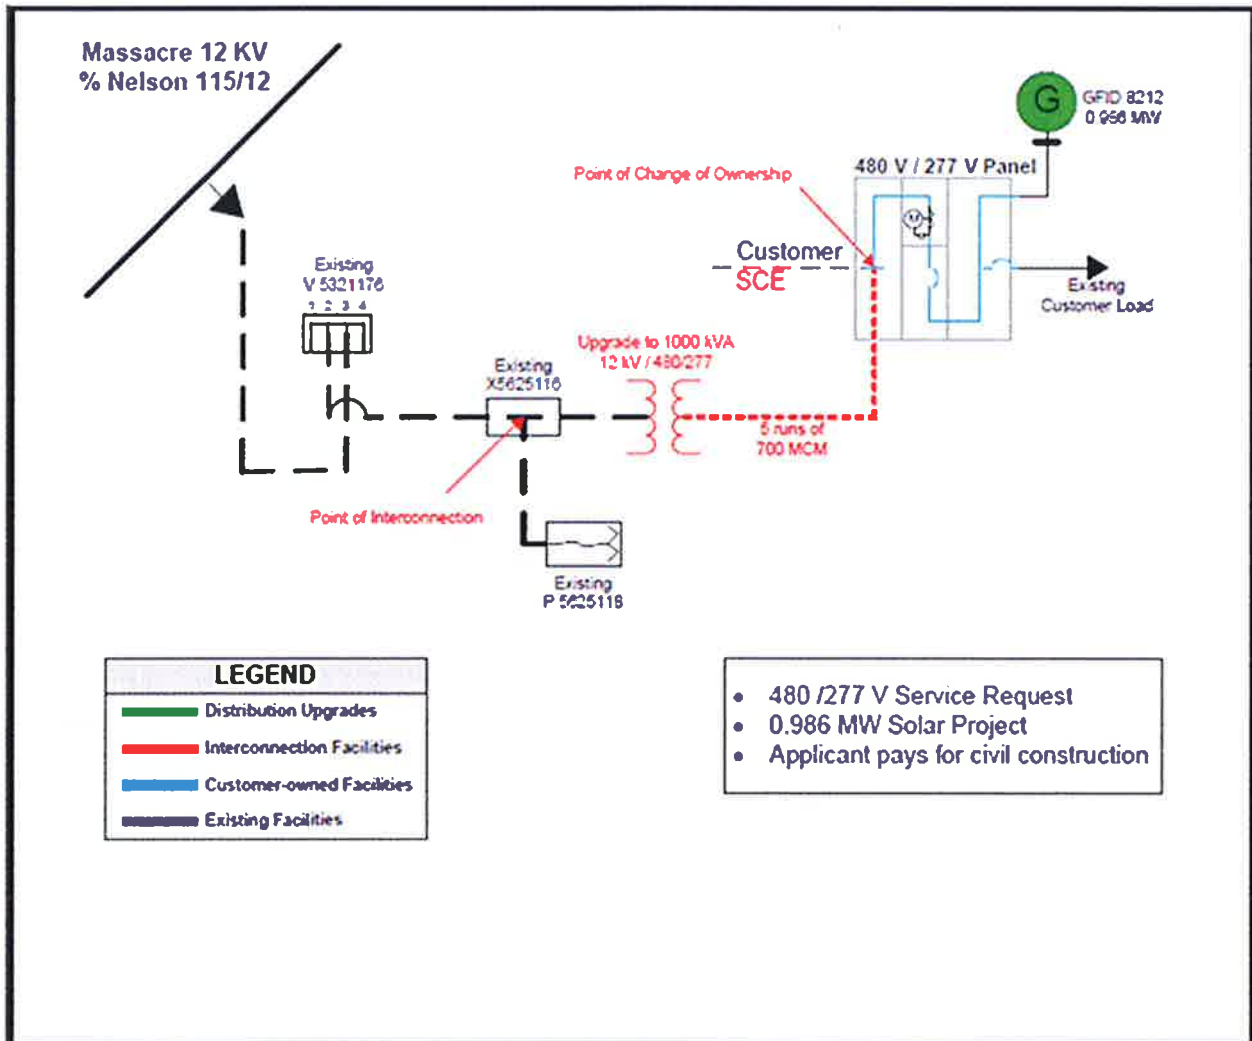 Massacre 12 KV
% Nelson 115/12
G
GFID 8212
0.986 MW
480 V / 277 V Panel
Point of Change of Ownership
M
Customer
SCE
Existing
Customer Load
Existing
V 5321176
1 2 3 4
Upgrade to 1000 kVA
12 kV / 480/277
Existing
X5625116
5 runs of
700 MCM
Point of Interconnection
Existing
P 5625118
LEGEND
Distribution Upgrades
Interconnection Facilities
Customer-owned Facilities
Existing Facilities
• 480 /277 V Service Request
• 0.986 MW Solar Project
• Applicant pays for civil construction